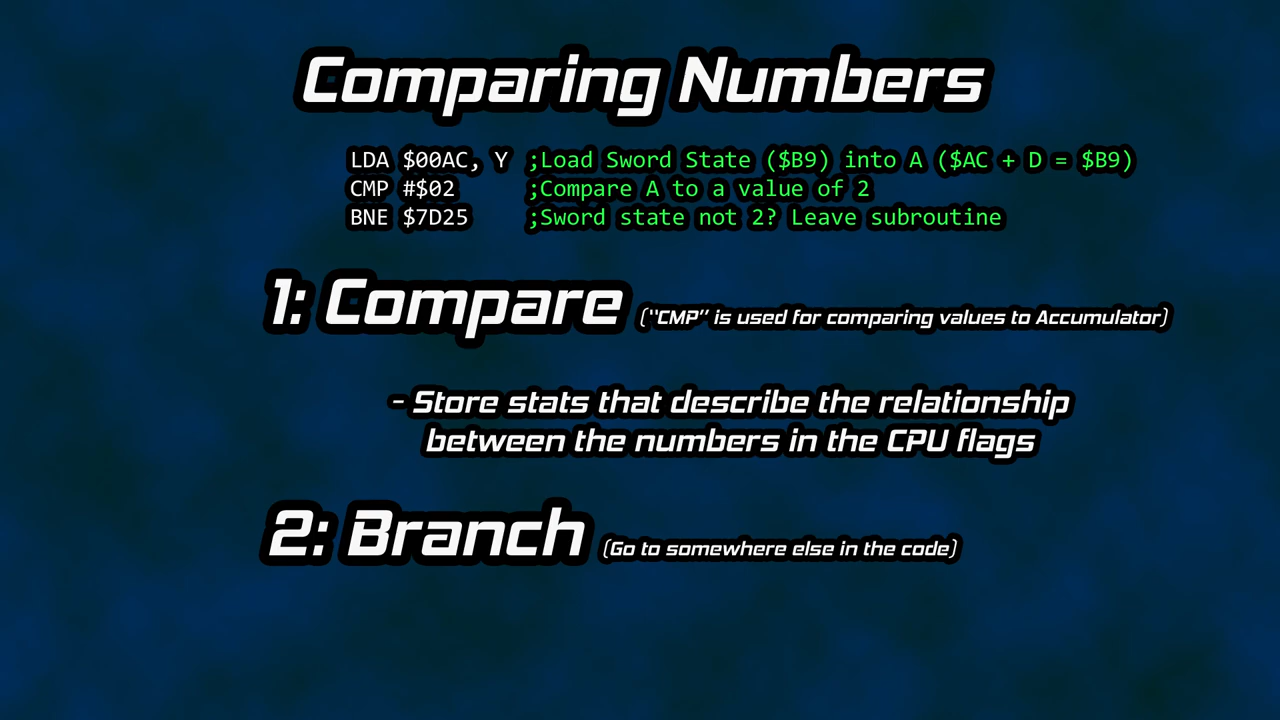 Comparing Numbers
LDA $00AC, Y ;Load Sword State ($B9) into A ($AC + D = $B9)
CMP #$02 ;Compare A to a value of 2
BNE $7D25 ;Sword state not 2? Leave subroutine
1: Compare ("CMP" is used for comparing values to Accumulator)
- Store stats that describe the relationship
between the numbers in the CPU flags
2: Branch (Go to somewhere else in the code)